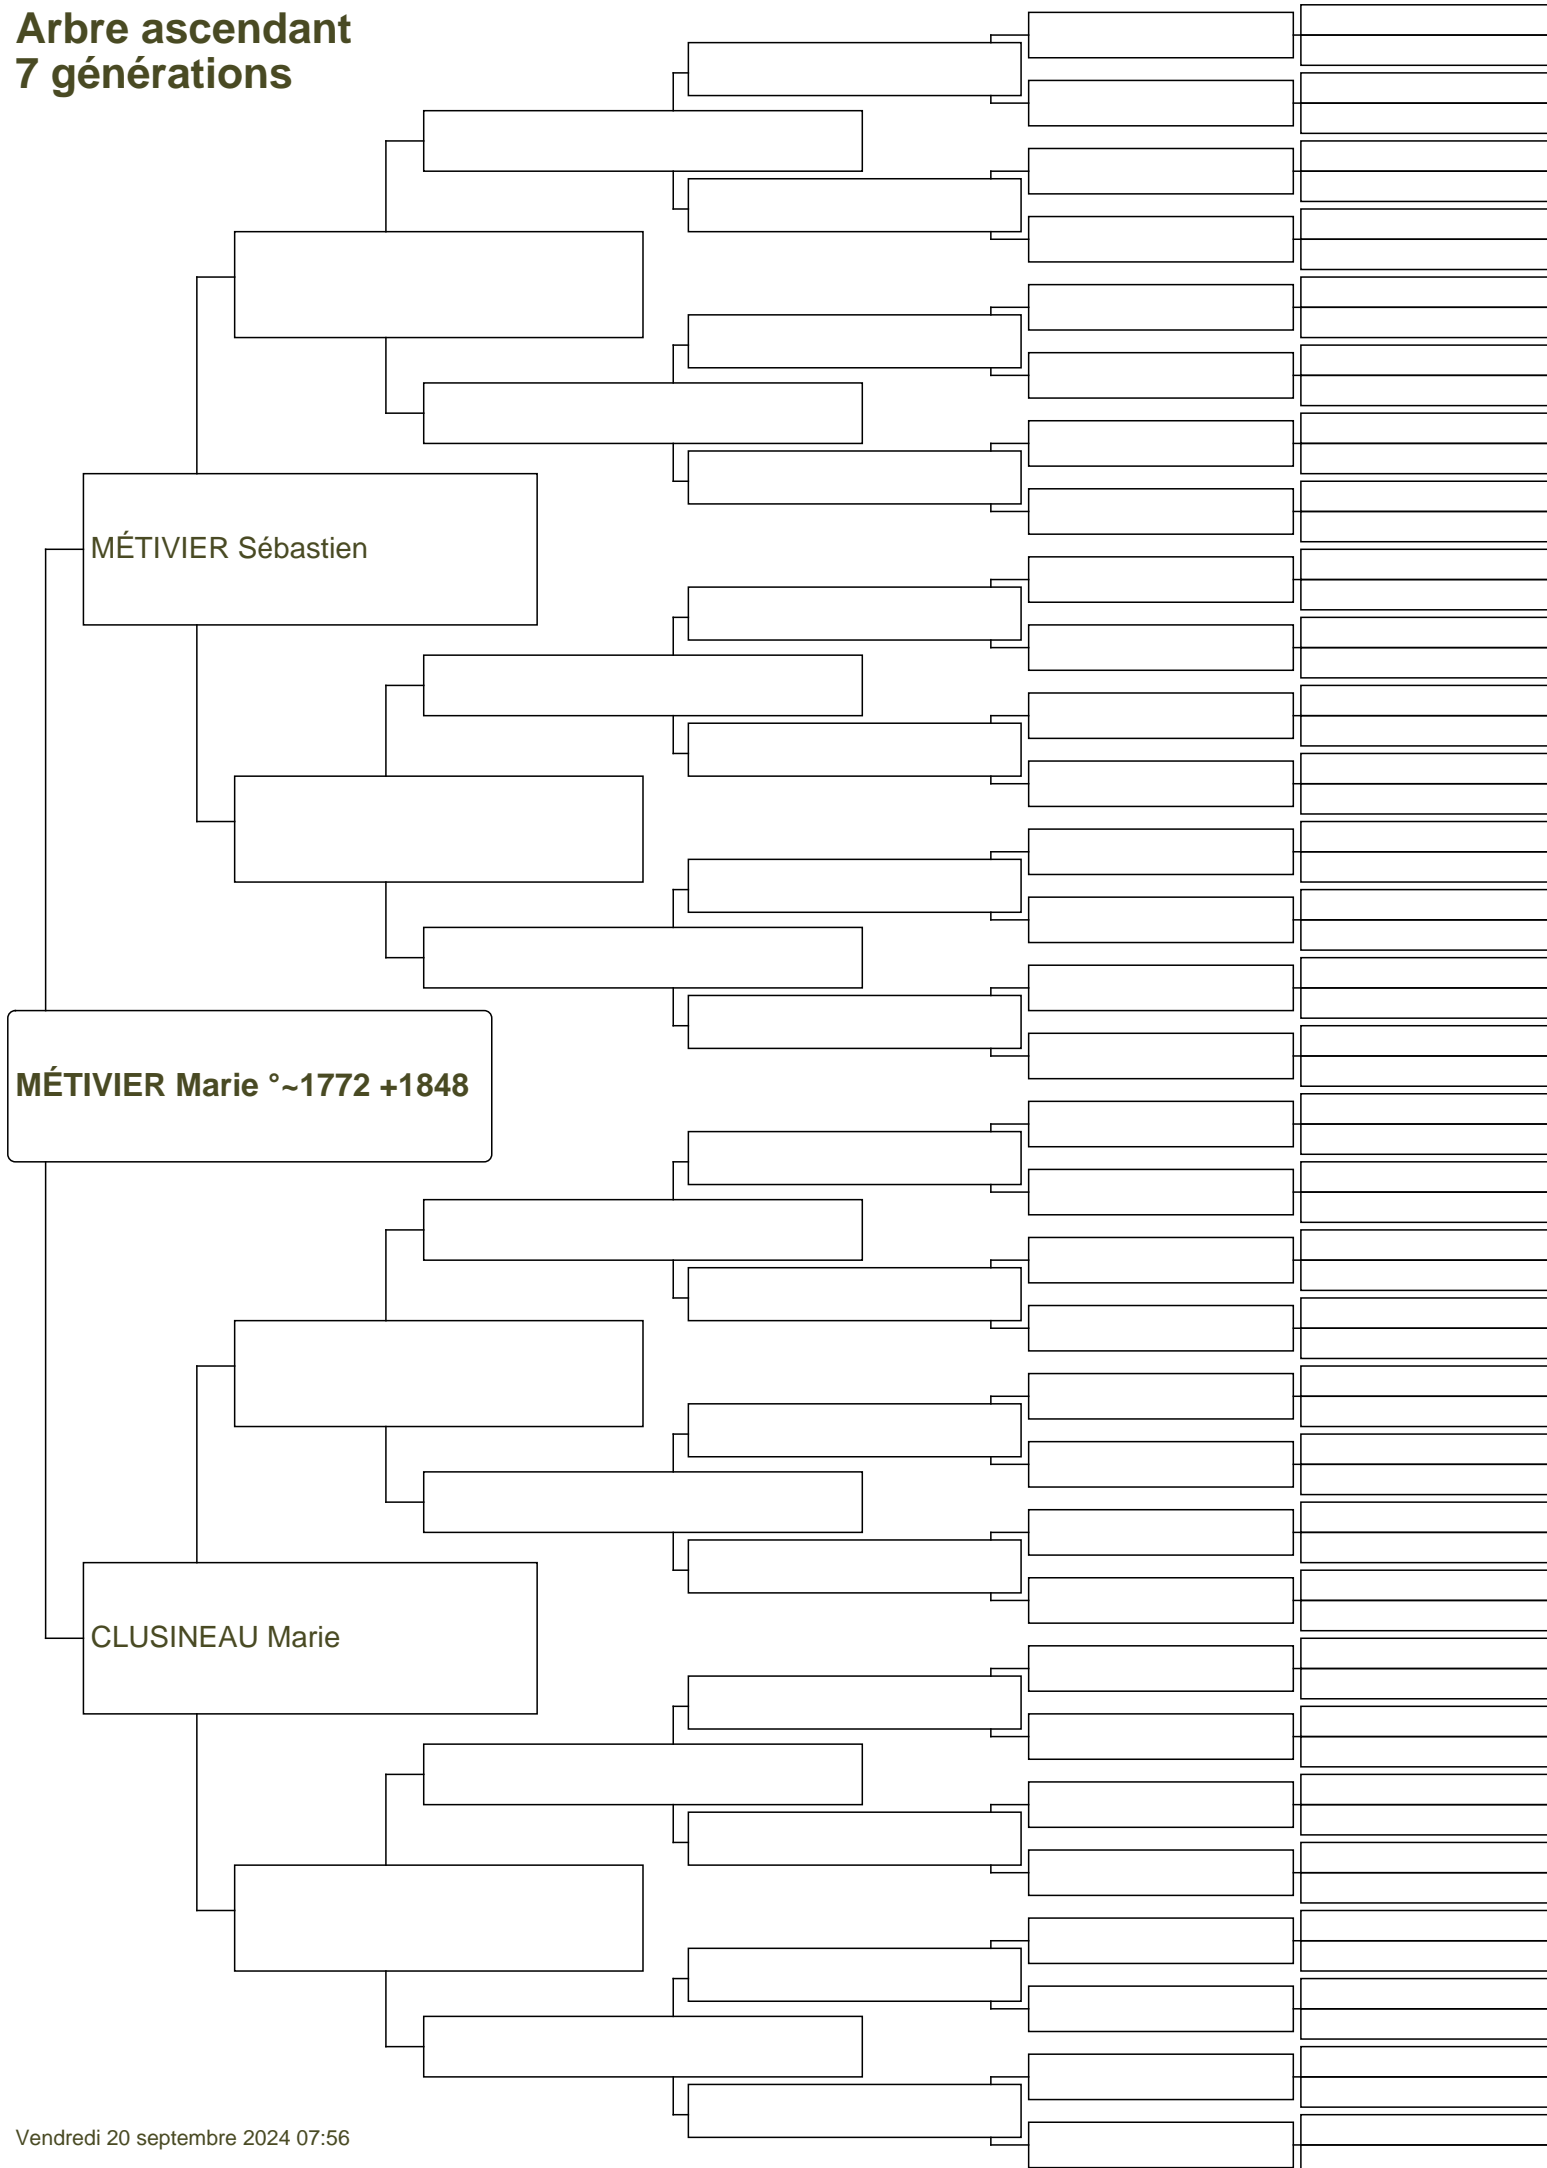 Arbre ascendant
7 générations
MÉTIVIER Sébastien
MÉTIVIER Marie °~1772 +1848
CLUSINEAU Marie
Vendredi 20 septembre 2024 07:56